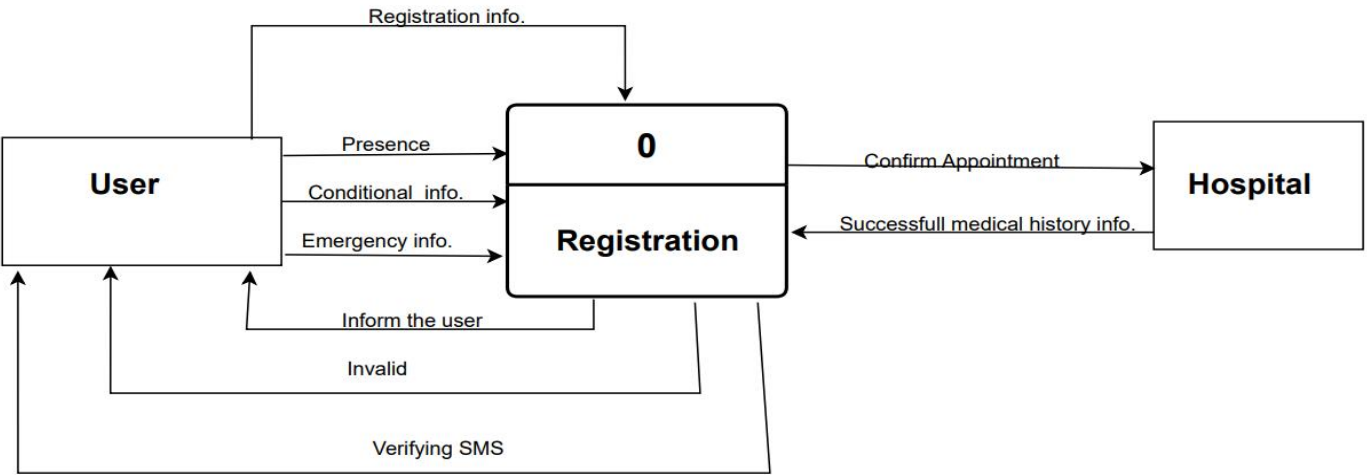 Registration info.
0
Presence
User
Conditional info.
Emergency info.
Registration
Confirm Appointment
Hospital
Successfull medical history info.
Inform the user
Invalid
Verifying SMS